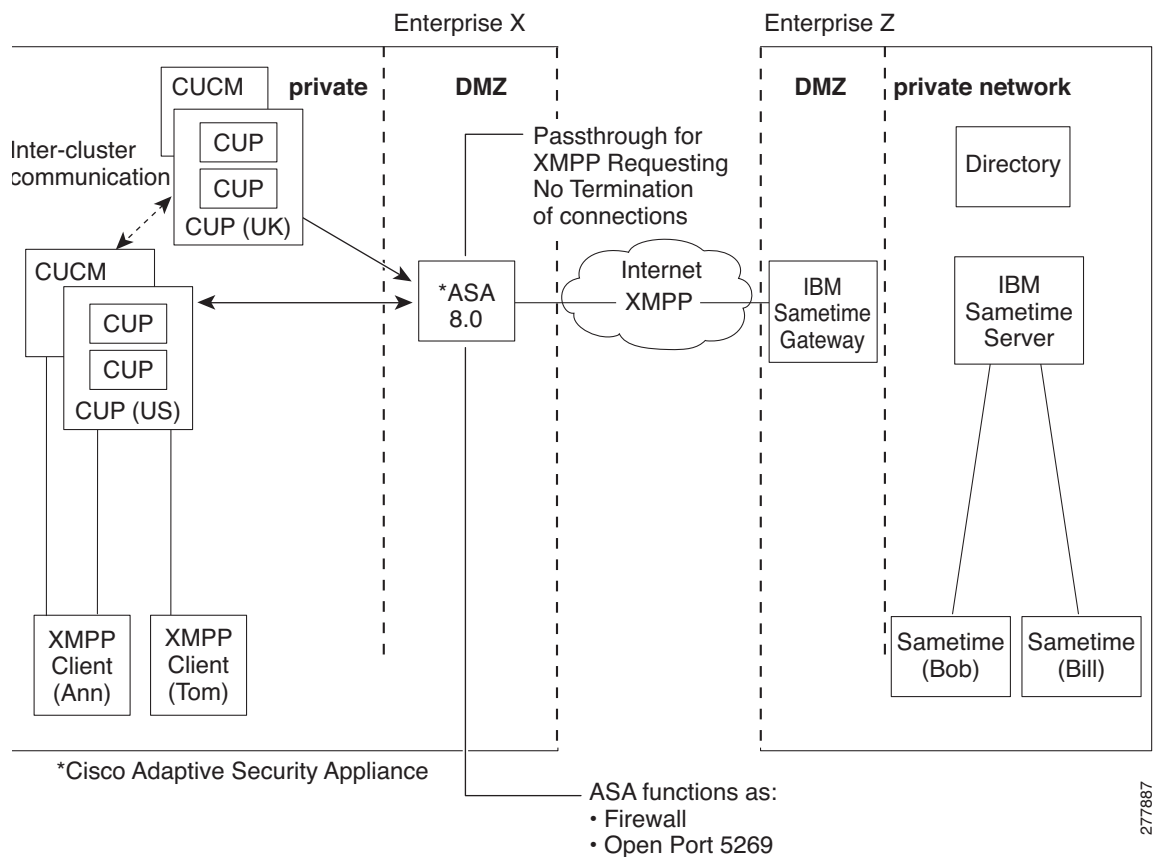 Enterprise X
Enterprise Z
CUCM
private
DMZ
DMZ
private network
CUP
CUP
CUP (UK)
Inter-cluster
communication
Passthrough for
XMPP Requesting
No Termination
of connections
Directory
CUCM
CUP
CUP
CUP (US)
*ASA
8.0
Internet
XMPP
IBM
Sametime
Gateway
IBM
Sametime
Server
XMPP
Client
(Ann)
XMPP
Client
(Tom)
Sametime
(Bob)
Sametime
(Bill)
*Cisco Adaptive Security Appliance
ASA functions as:
• Firewall
• Open Port 5269
277887